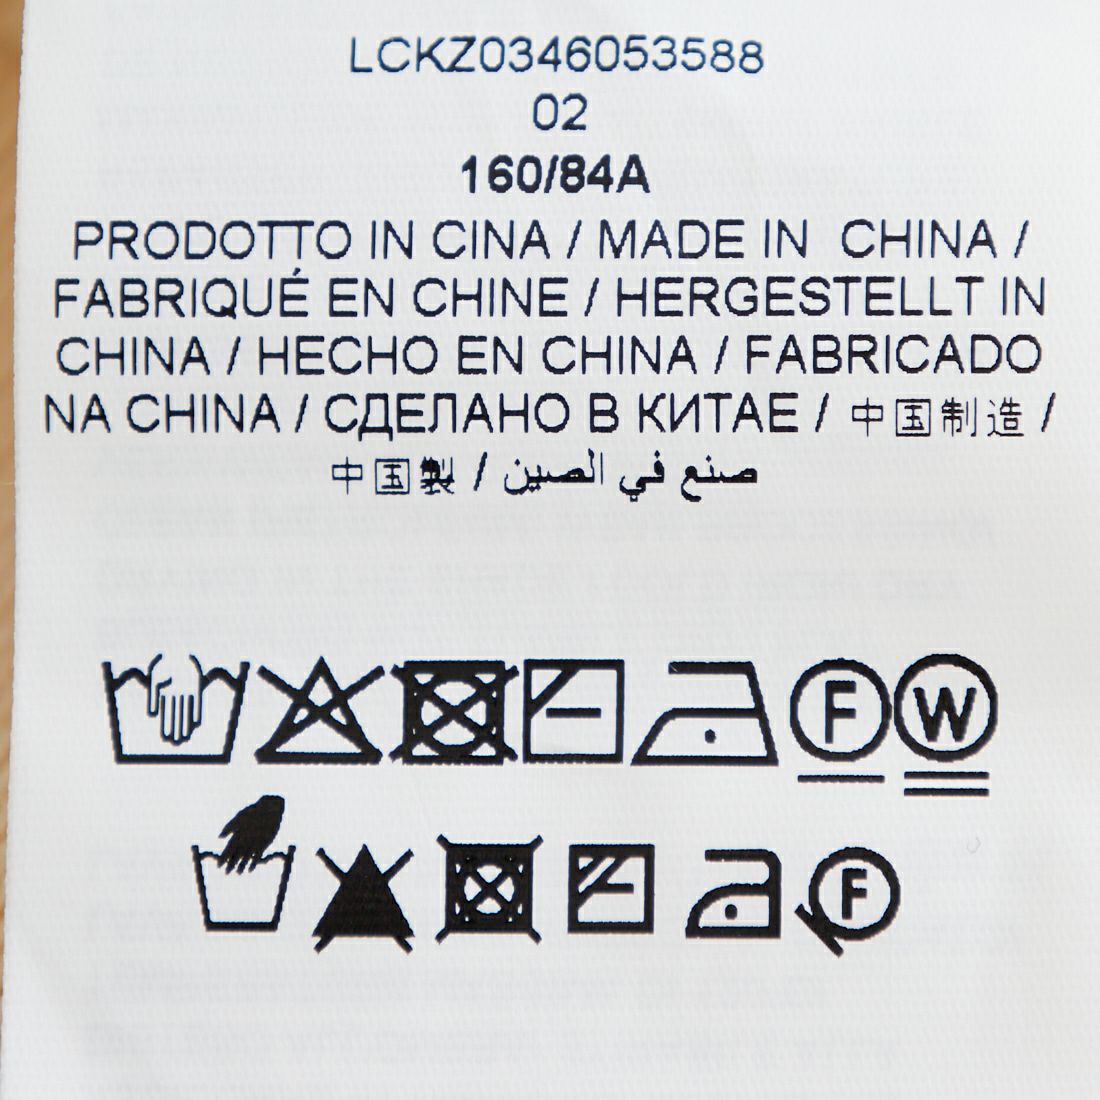 LCKZ0346053588
02
160/84A
PRODOTTO IN CINA / MADE IN CHINA /
FABRIQUÉ EN CHINE / HERGESTELLT IN
CHINA / HECHO EN CHINA / FABRICADO
NA CHINA / СДЕЛАНО В КИТАЕ / 中国制造 /
中国製 / صنع في الصين
F W
F